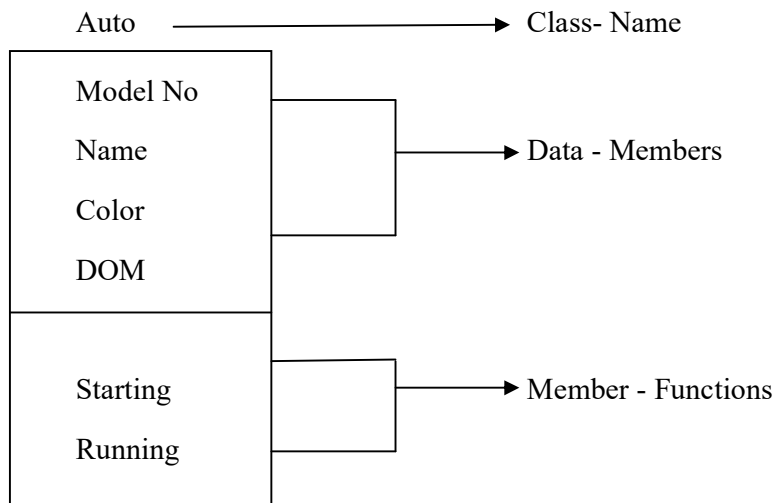 Auto Class- Name
Model No
Name Data - Members
Color
DOM
Starting Member - Functions
Running